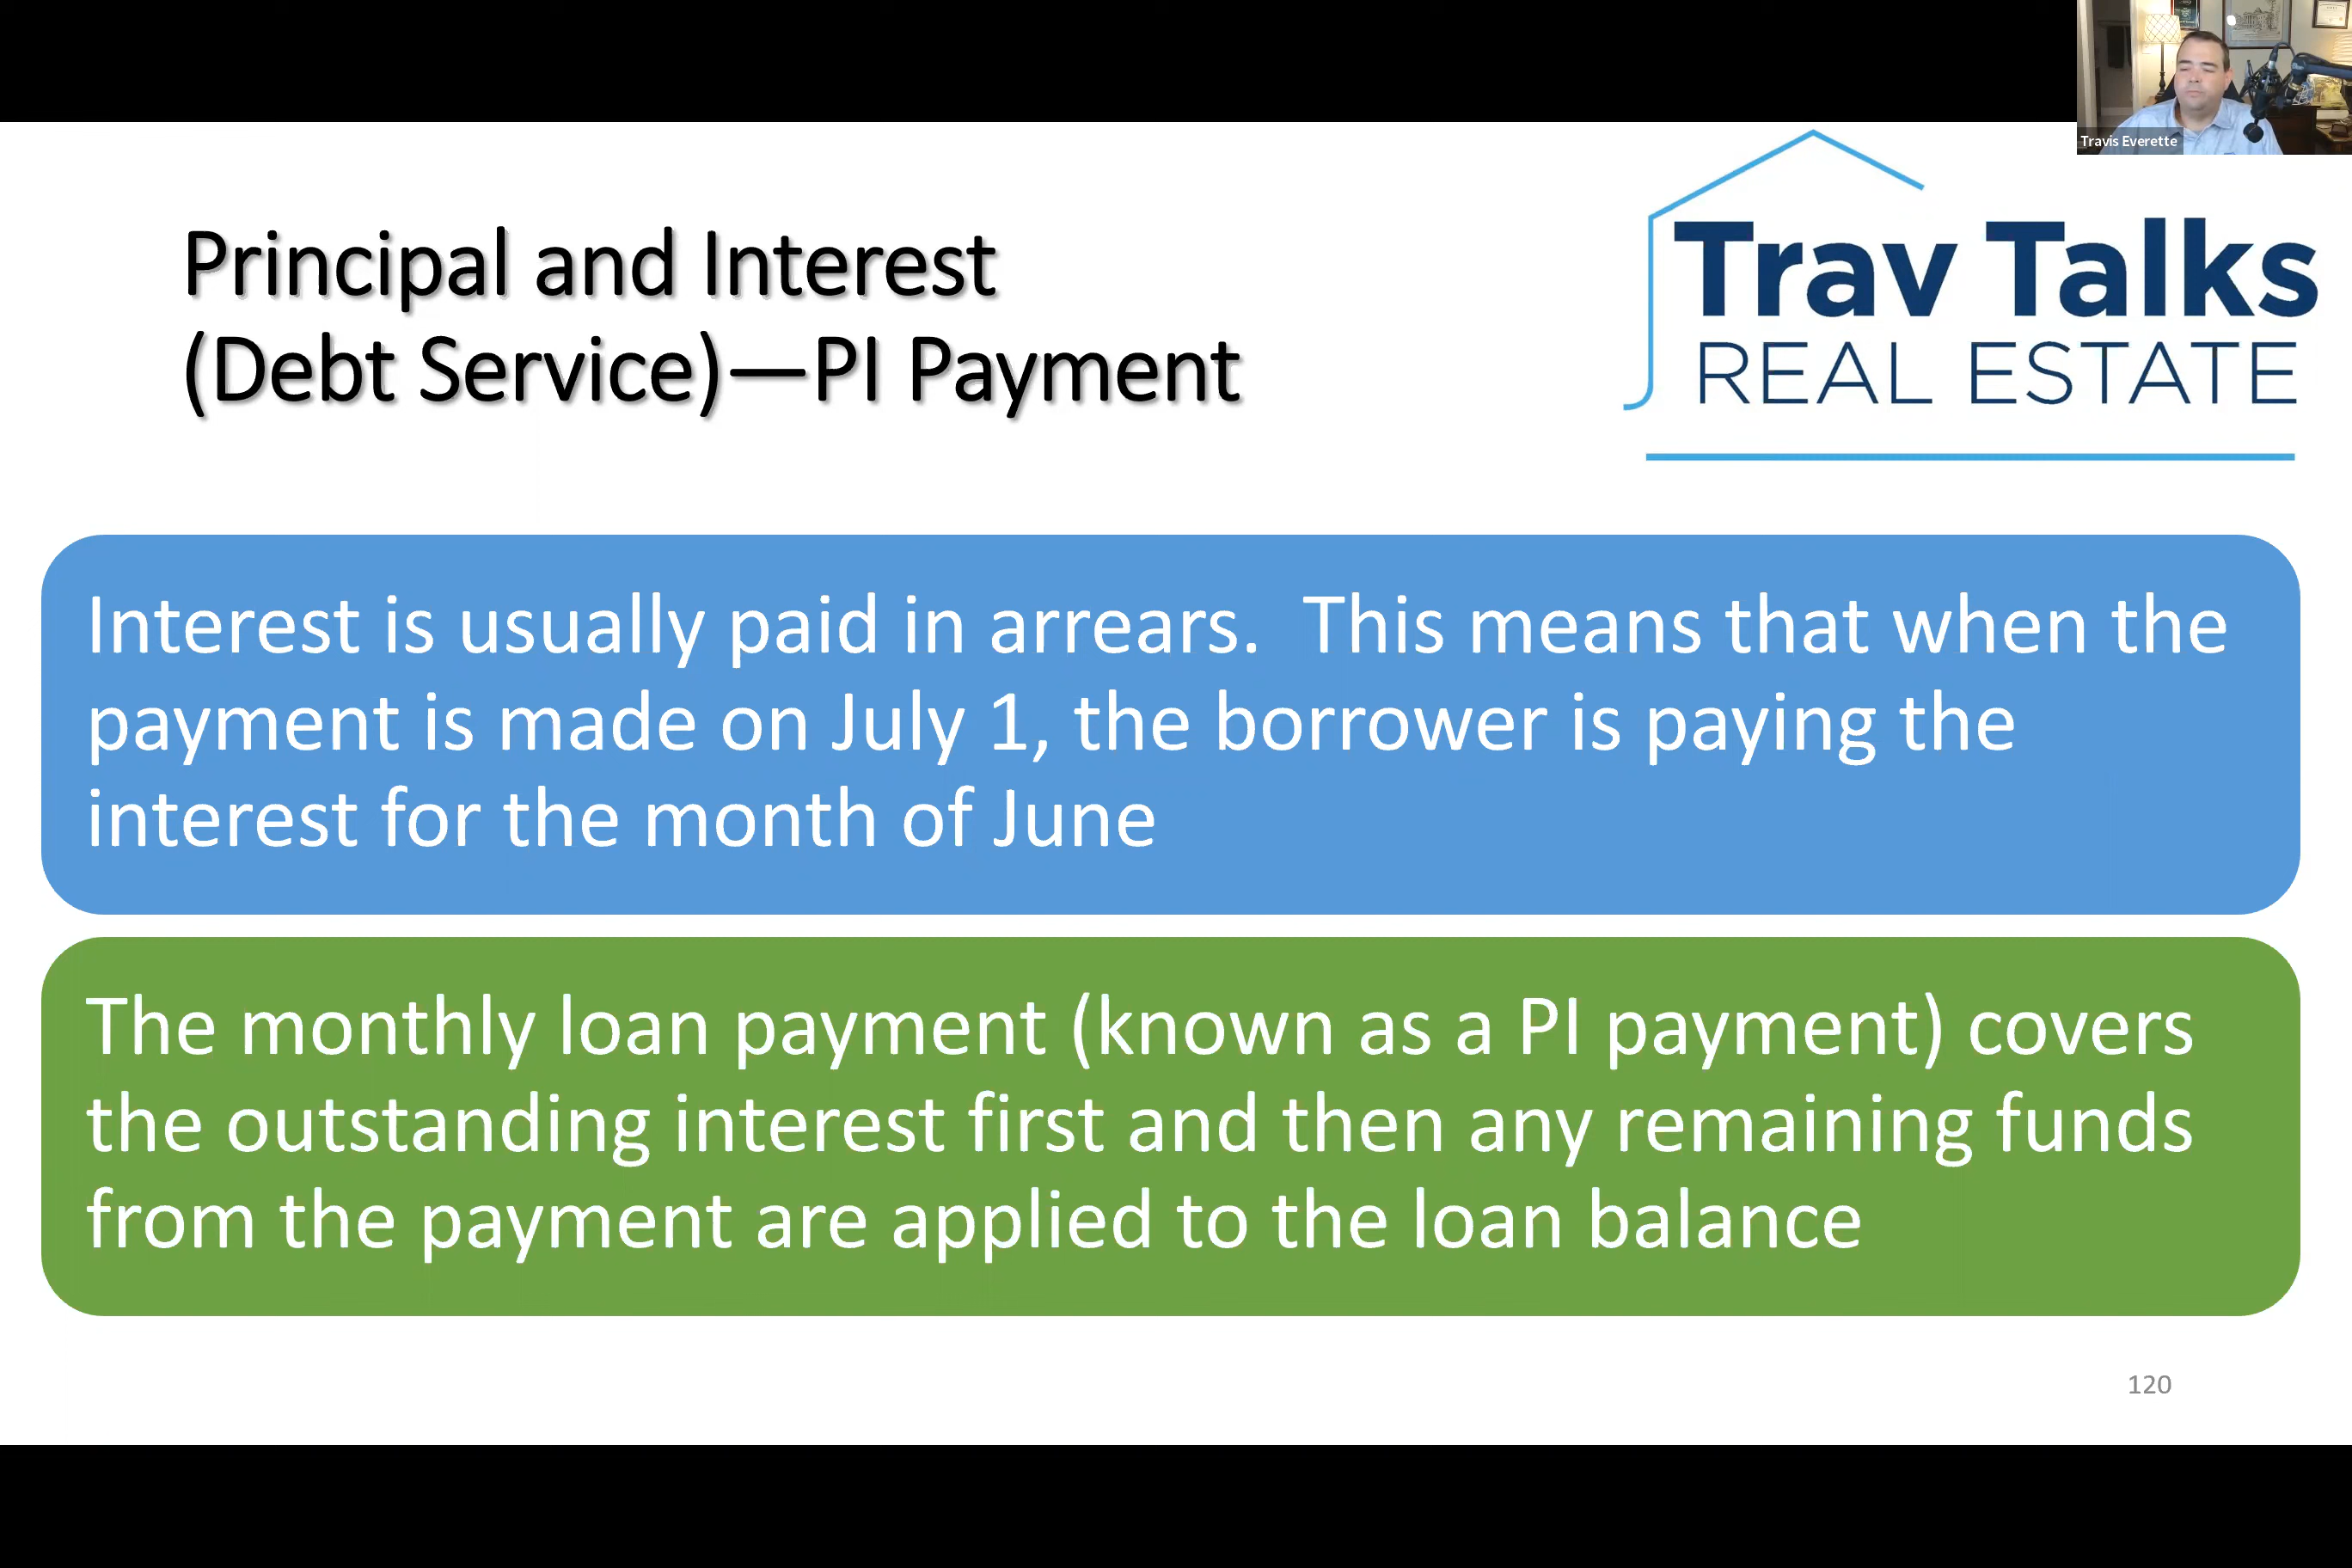 Travis Everette
Trav Talks
REAL ESTATE
Principal and Interest
(Debt Service)—PI Payment
Interest is usually paid in arrears.  This means that when the
payment is made on July 1, the borrower is paying the
interest for the month of June
The monthly loan payment (known as a PI payment) covers
the outstanding interest first and then any remaining funds
from the payment are applied to the loan balance
120